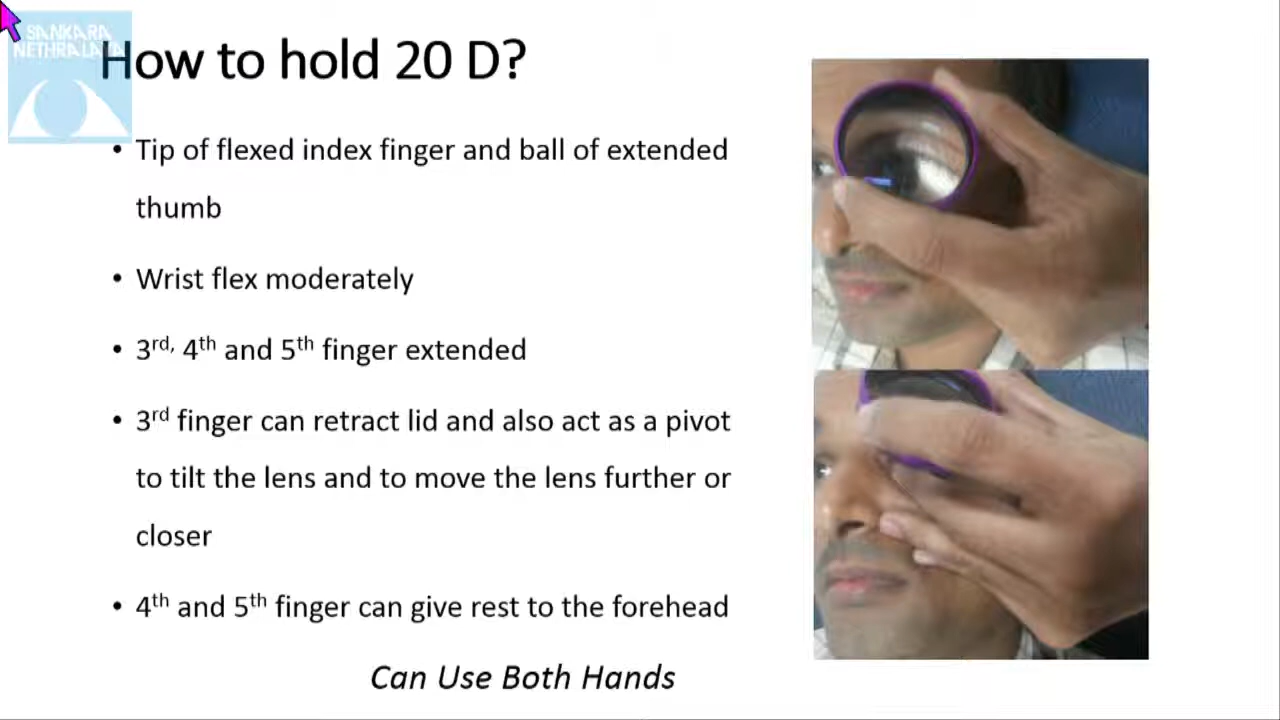 SANKARA
NETHRALAYA
How to hold 20 D?
• Tip of flexed index finger and ball of extended
thumb
• Wrist flex moderately
• 3rd, 4th and 5th finger extended
• 3rd finger can retract lid and also act as a pivot
to tilt the lens and to move the lens further or
closer
• 4th and 5th finger can give rest to the forehead
Can Use Both Hands